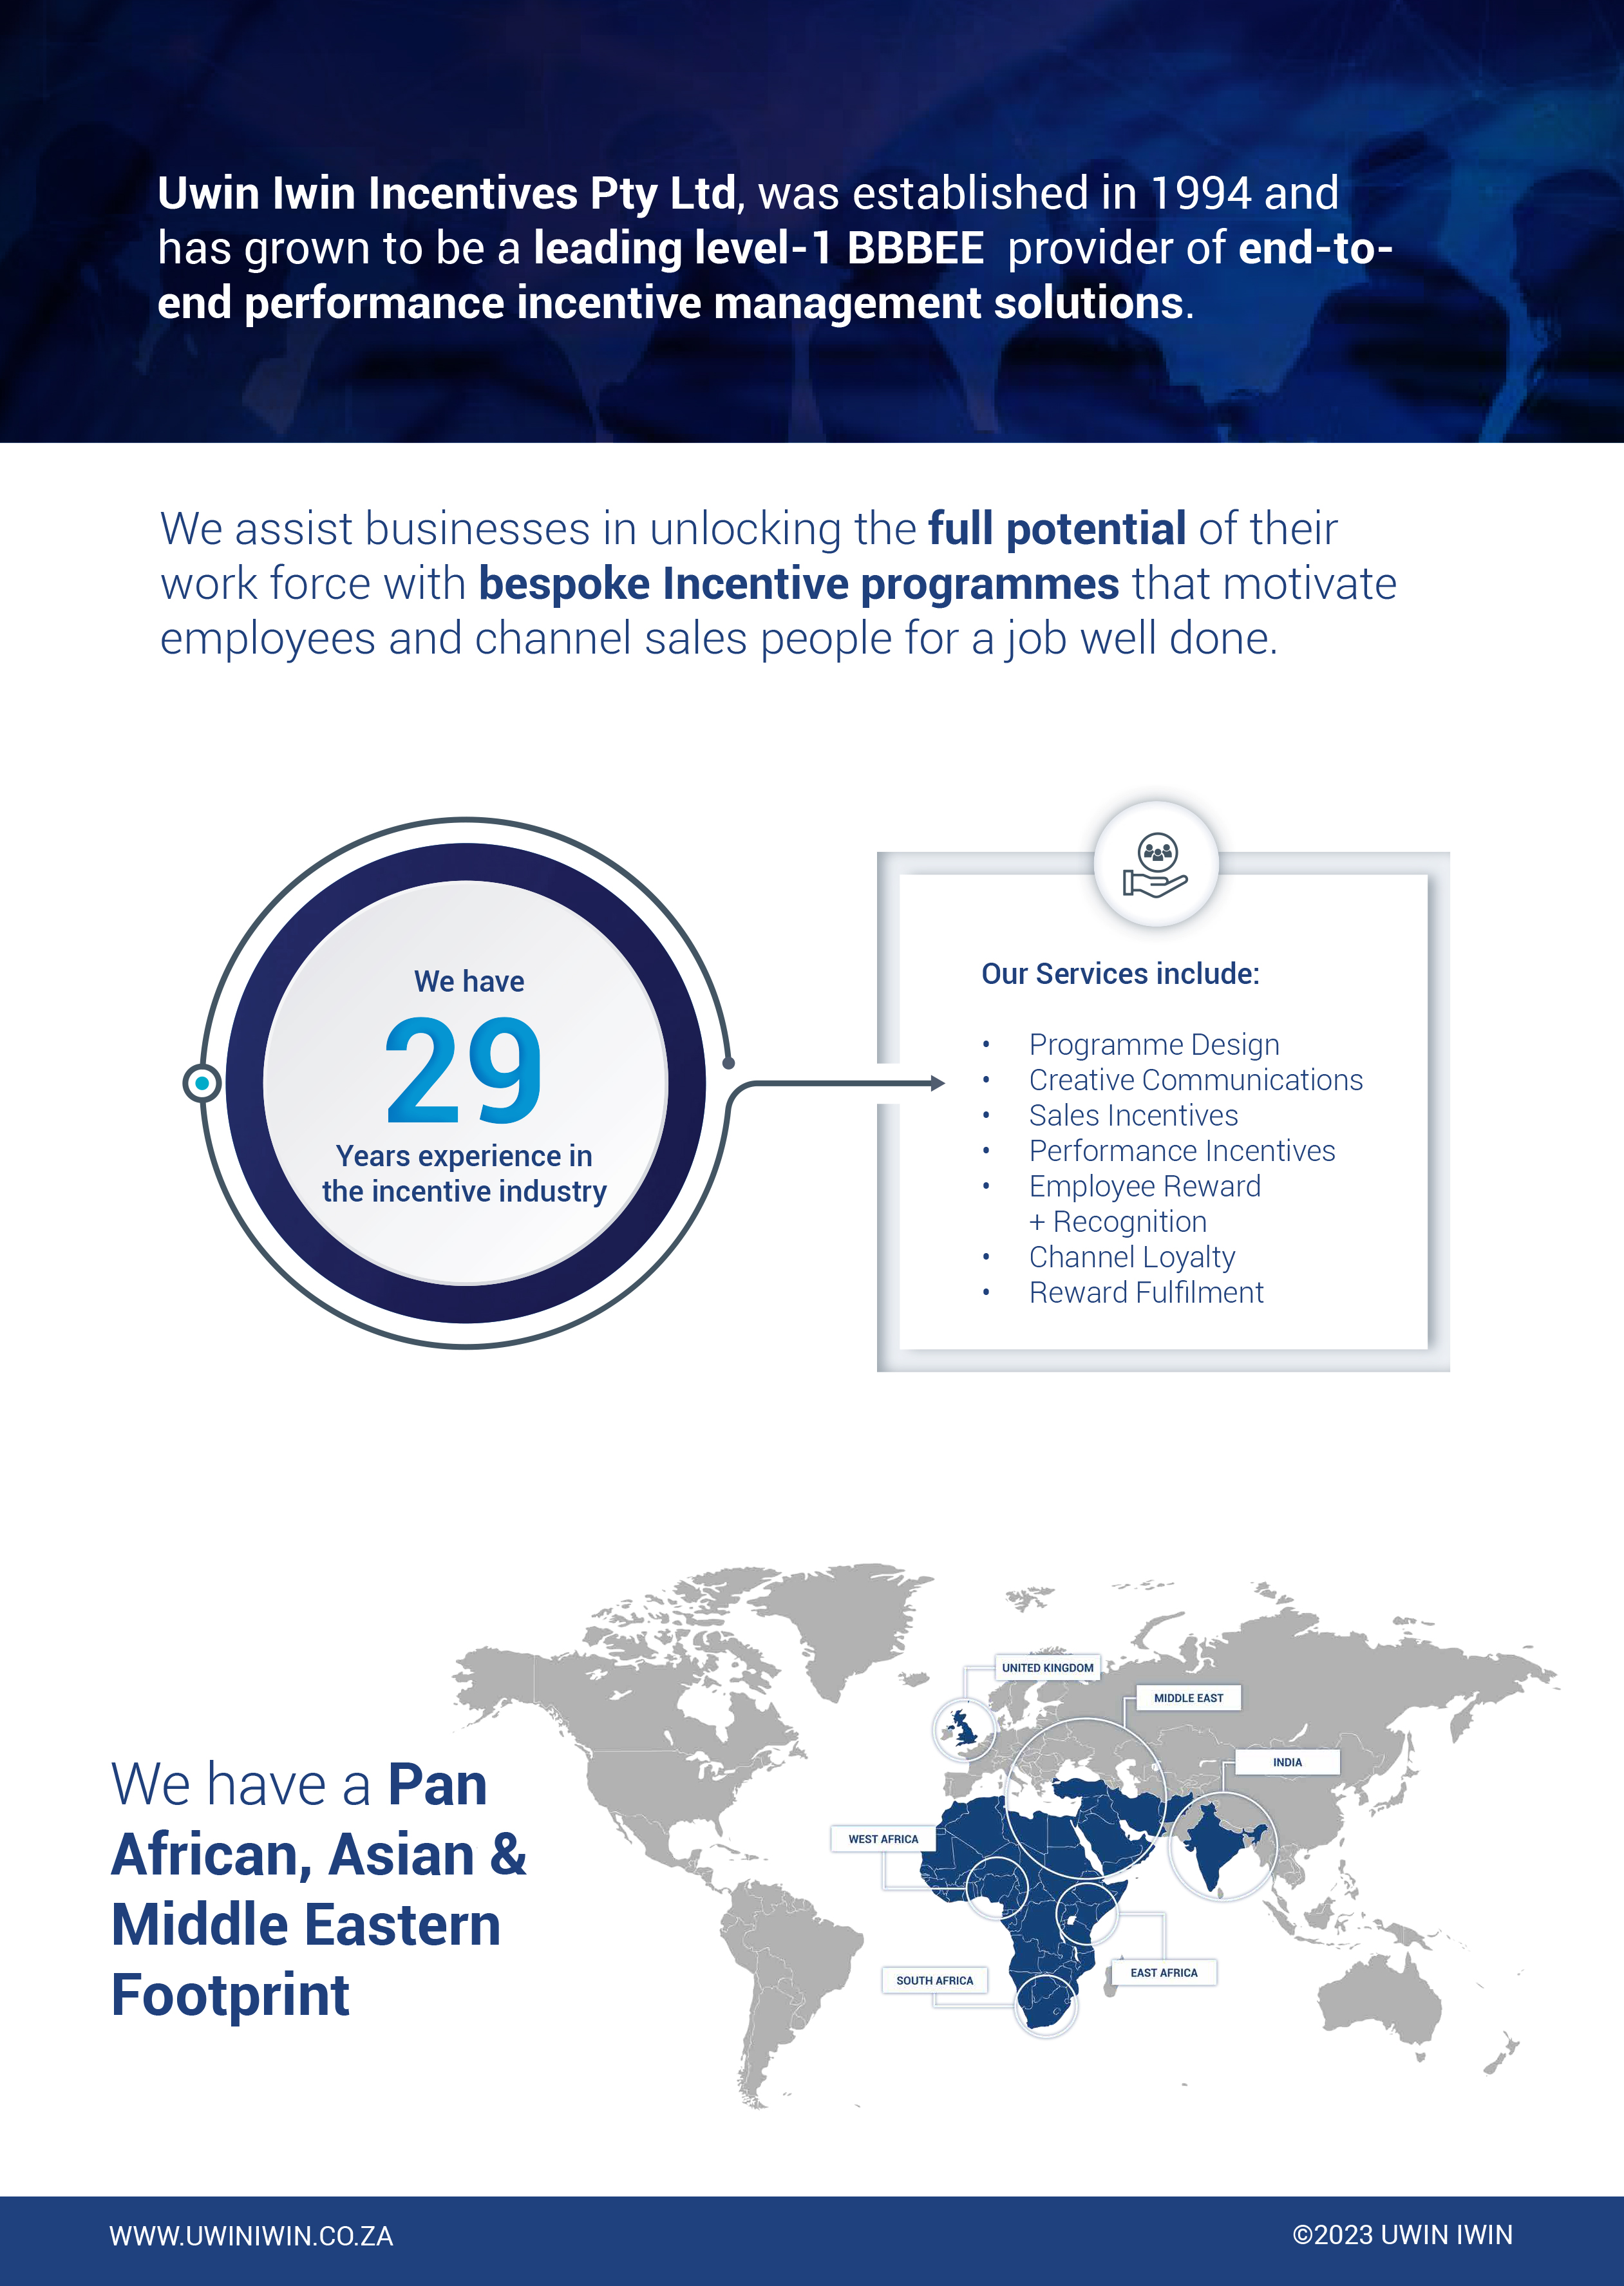 Uwin Iwin Incentives Pty Ltd, was established in 1994 and
has grown to be a leading level-1 BBBEE provider of end-to-
end performance incentive management solutions.
We assist businesses in unlocking the full potential of their
work force with bespoke Incentive programmes that motivate
employees and channel sales people for a job well done.
We have
29
Years experience in
the incentive industry
Our Services include:
• Programme Design
• Creative Communications
• Sales Incentives
• Performance Incentives
• Employee Reward
+ Recognition
• Channel Loyalty
• Reward Fulfilment
We have a Pan
African, Asian &
Middle Eastern
Footprint
UNITED KINGDOM
MIDDLE EAST
INDIA
WEST AFRICA
EAST AFRICA
SOUTH AFRICA
WWW.UWINIWIN.CO.ZA
©2023 UWIN IWIN